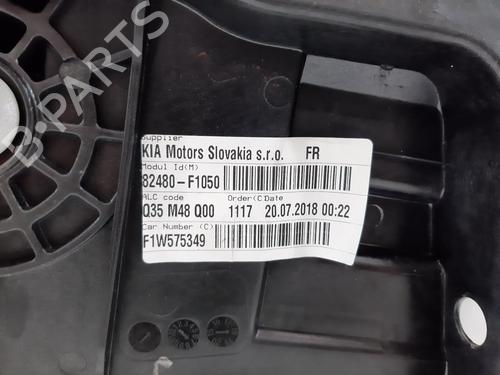 B-PARTS
Supplier
KIA Motors Slovakia s.r.o. FR
Modul Id(M)
82480-F1050
ALC code Order(C Date
Q35 M48 Q00 1117 20.07.2018 00:22
Car Number (C)
F1W575349